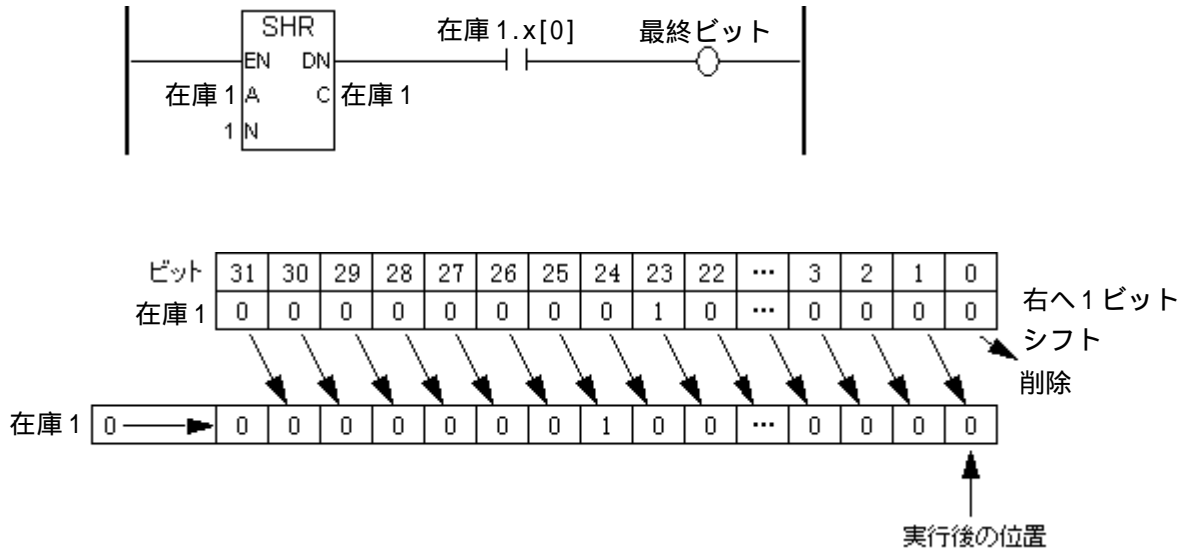 SHR
在庫1.x[0]
最終ビット
EN DN
在庫1 A C 在庫1
1 N
ビット 31 30 29 28 27 26 25 24 23 22 … 3 2 1 0
在庫1 0 0 0 0 0 0 0 0 1 0 … 0 0 0 0
右へ1ビット
シフト
削除
在庫1 0 0 0 0 0 0 0 0 1 0 0 … 0 0 0 0
実行後の位置